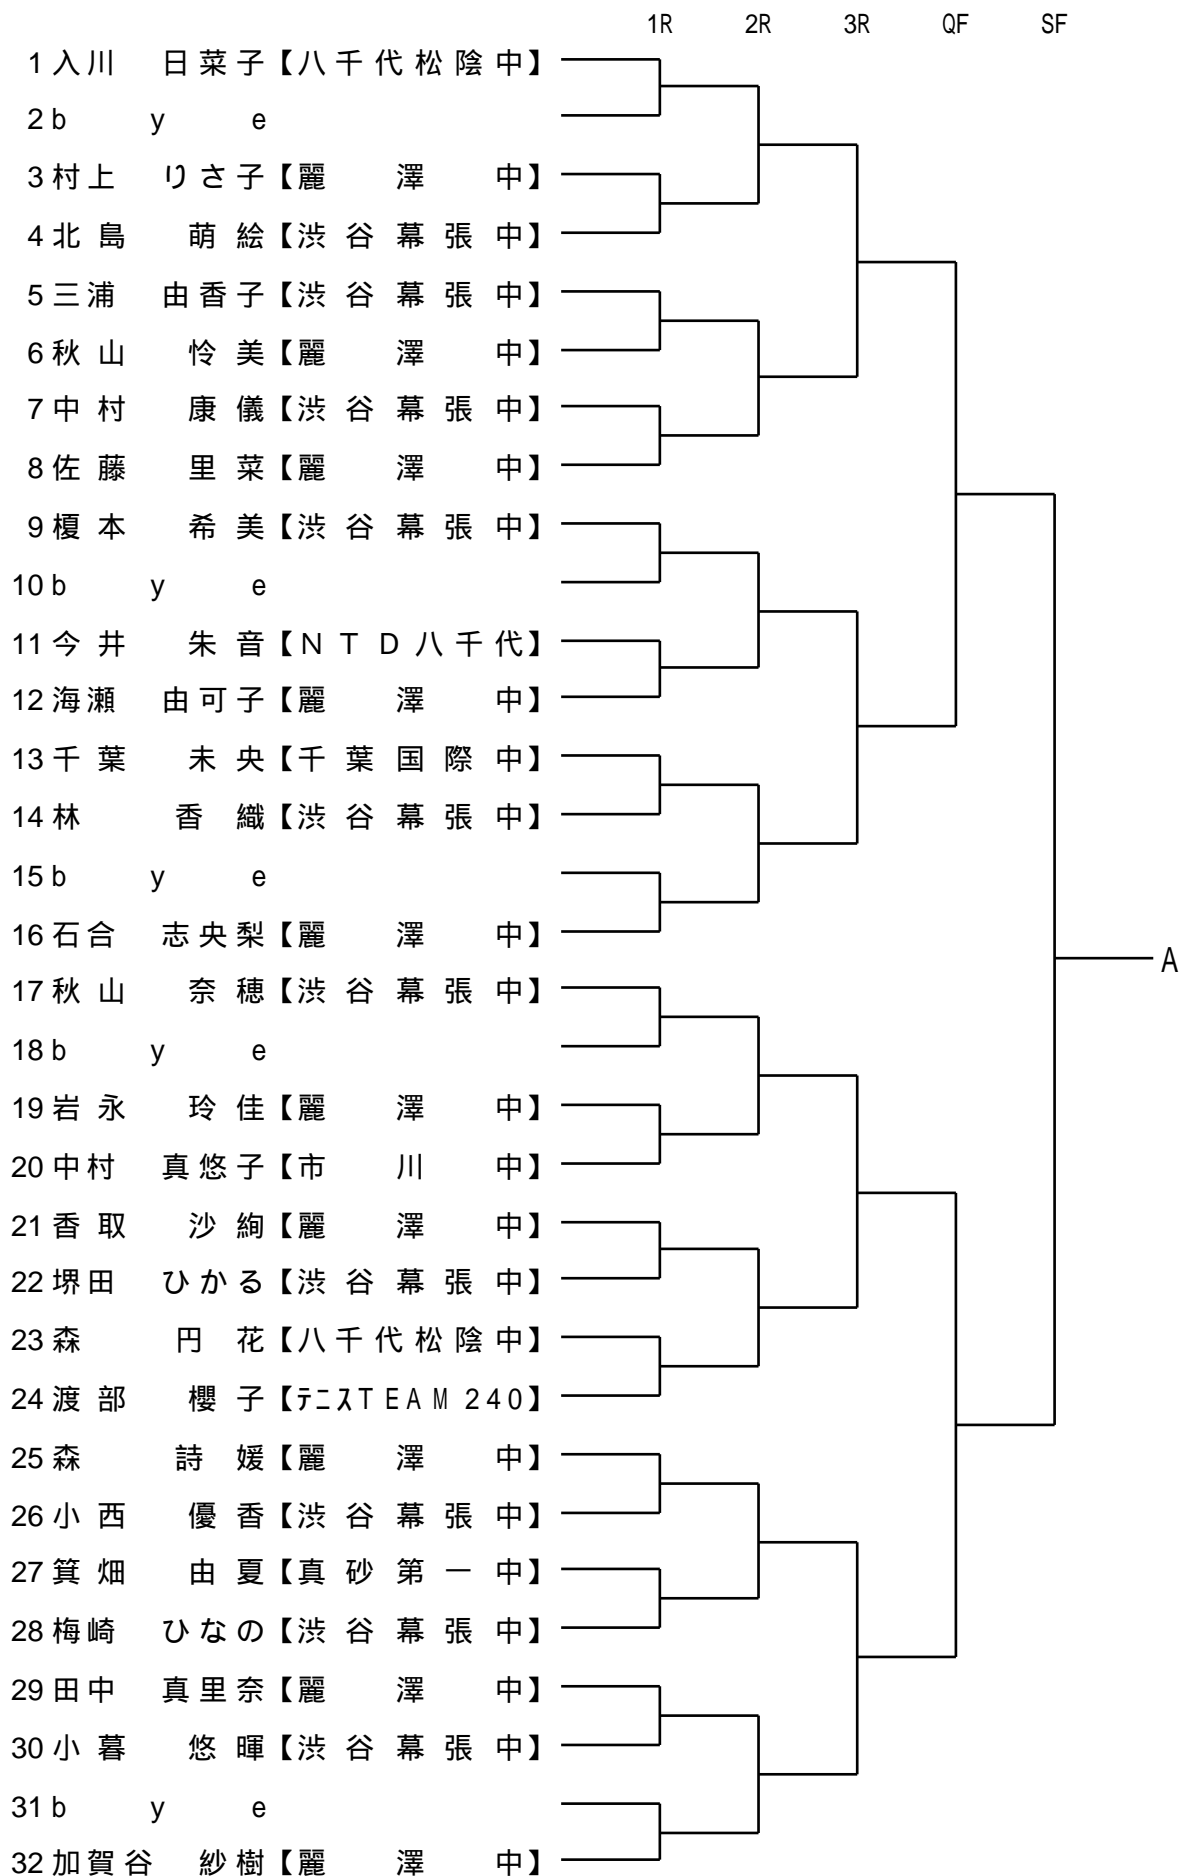 1R 2R 3R QF SF
1 入川 日菜子【八千代松陰中】
2 b y e
3 村上 りさ子【麗澤中】
4 北島 萌絵【渋谷幕張中】
5 三浦 由香子【渋谷幕張中】
6 秋山 怜美【麗澤中】
7 中村 康儀【渋谷幕張中】
8 佐藤 里菜【麗澤中】
9 榎本 希美【渋谷幕張中】
10 b y e
11 今井 朱音【NTD八千代】
12 海瀬 由可子【麗澤中】
13 千葉 未央【千葉国際中】
14 林 香織【渋谷幕張中】
15 b y e
16 石合 志央梨【麗澤中】
A
17 秋山 奈穂【渋谷幕張中】
18 b y e
19 岩永 玲佳【麗澤中】
20 中村 真悠子【市川中】
21 香取 沙絢【麗澤中】
22 堺田 ひかる【渋谷幕張中】
23 森 円花【八千代松陰中】
24 渡部 櫻子【テニスTEAM 240】
25 森 詩媛【麗澤中】
26 小西 優香【渋谷幕張中】
27 箕畑 由夏【真砂第一中】
28 梅崎 ひなの【渋谷幕張中】
29 田中 真里奈【麗澤中】
30 小暮 悠暉【渋谷幕張中】
31 b y e
32 加賀谷 紗樹【麗澤中】